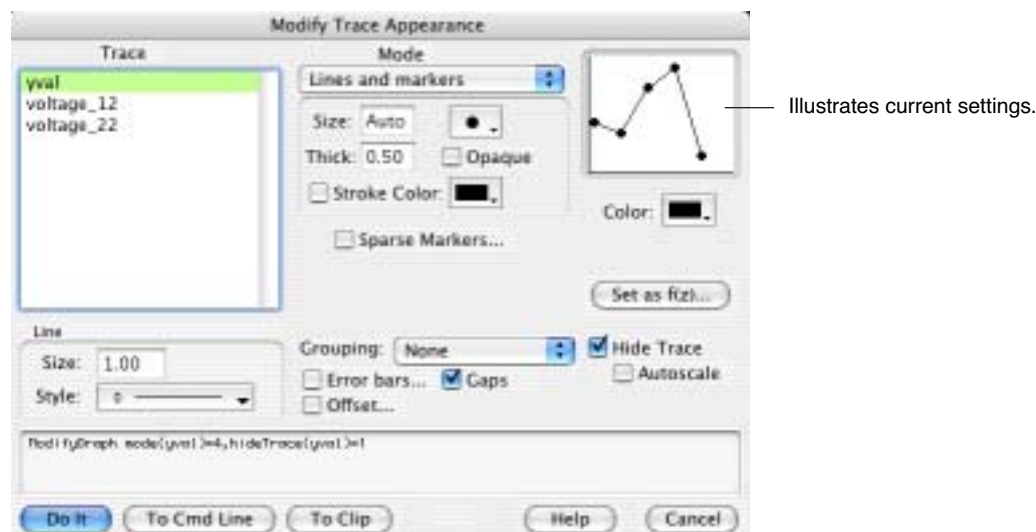 Modify Trace Appearance
Trace
yval
voltage_12
voltage_22
Mode
Lines and markers
Size: Auto
Thick: 0.50 Opaque
Stroke Color:
Sparse Markers...
Illustrates current settings.
Color:
Set as f(z)...
Line
Size: 1.00
Style: 0
Grouping: None
Error bars... Gaps
Offset...
Hide Trace
Autoscale
ModifyGraph mode(yval)=4,hideTrace(yval)=1
Do It To Cmd Line To Clip Help Cancel